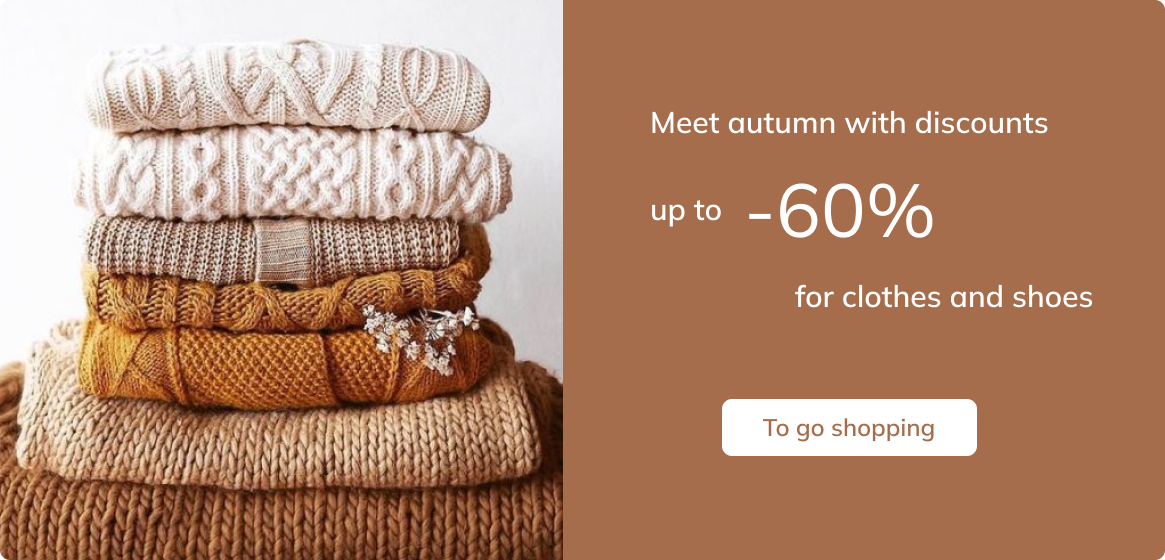 Meet autumn with discounts
up to -60%
for clothes and shoes
To go shopping